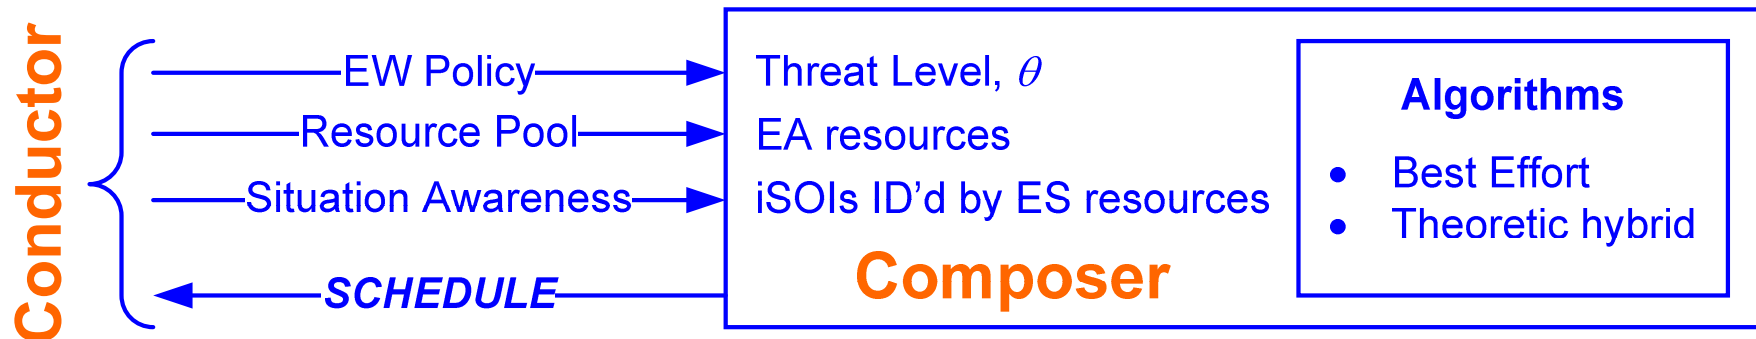 Conductor
EW Policy
Resource Pool
Situation Awareness
SCHEDULE
Threat Level, θ
EA resources
iSOIs ID’d by ES resources
Composer
Algorithms
• Best Effort
• Theoretic hybrid